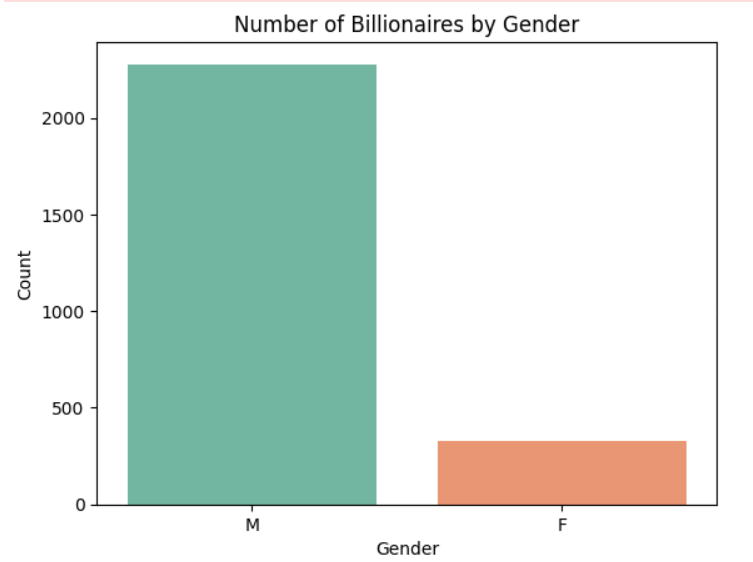 Number of Billionaires by Gender
2000
1500
1000
500
0
Count
M F
Gender